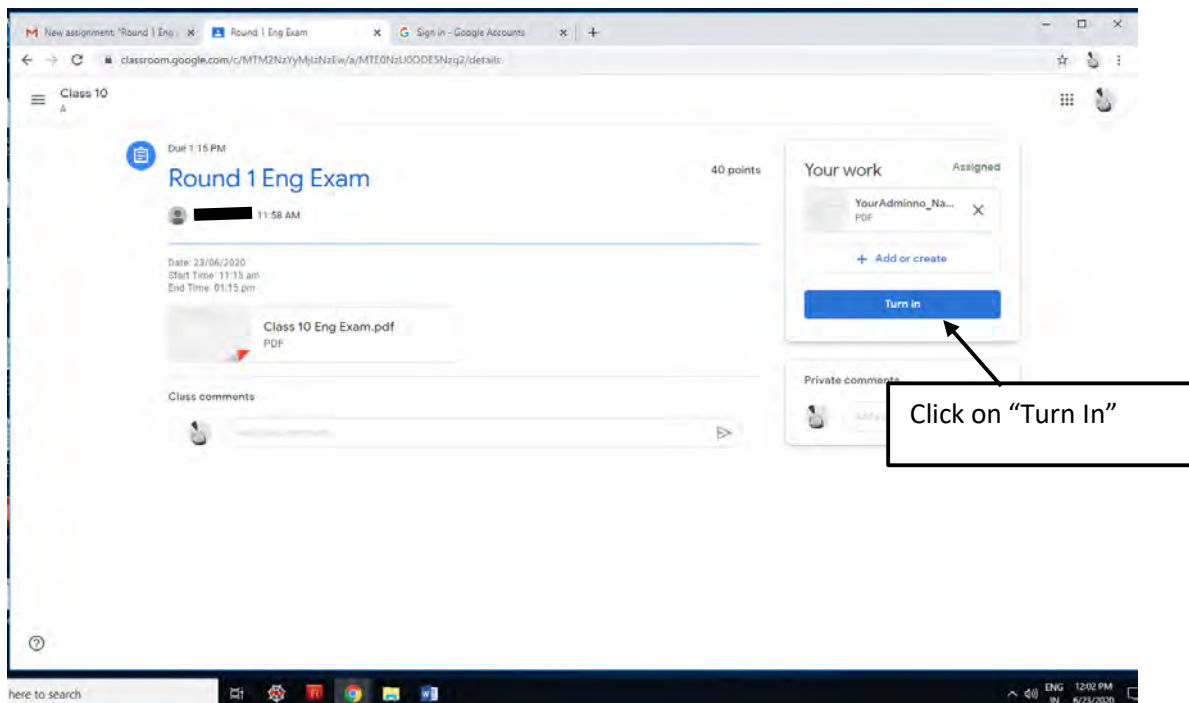 New assignment: "Round 1 Eng
Round 1 Eng Exam
Sign in - Google Accounts
classroom.google.com/c/
/details
Class 10
A
Due 1:15 PM
Round 1 Eng Exam
40 points
11:58 AM
Date: 23/06/2020
Start Time: 11:15 am
End Time: 01:15 pm
Class 10 Eng Exam.pdf
PDF
Class comments
Your work
Assigned
YourAdminno_Na...
PDF
+ Add or create
Turn in
Private comments
Click on “Turn In”
here to search
ENG
IN
12:02 PM
6/23/2020